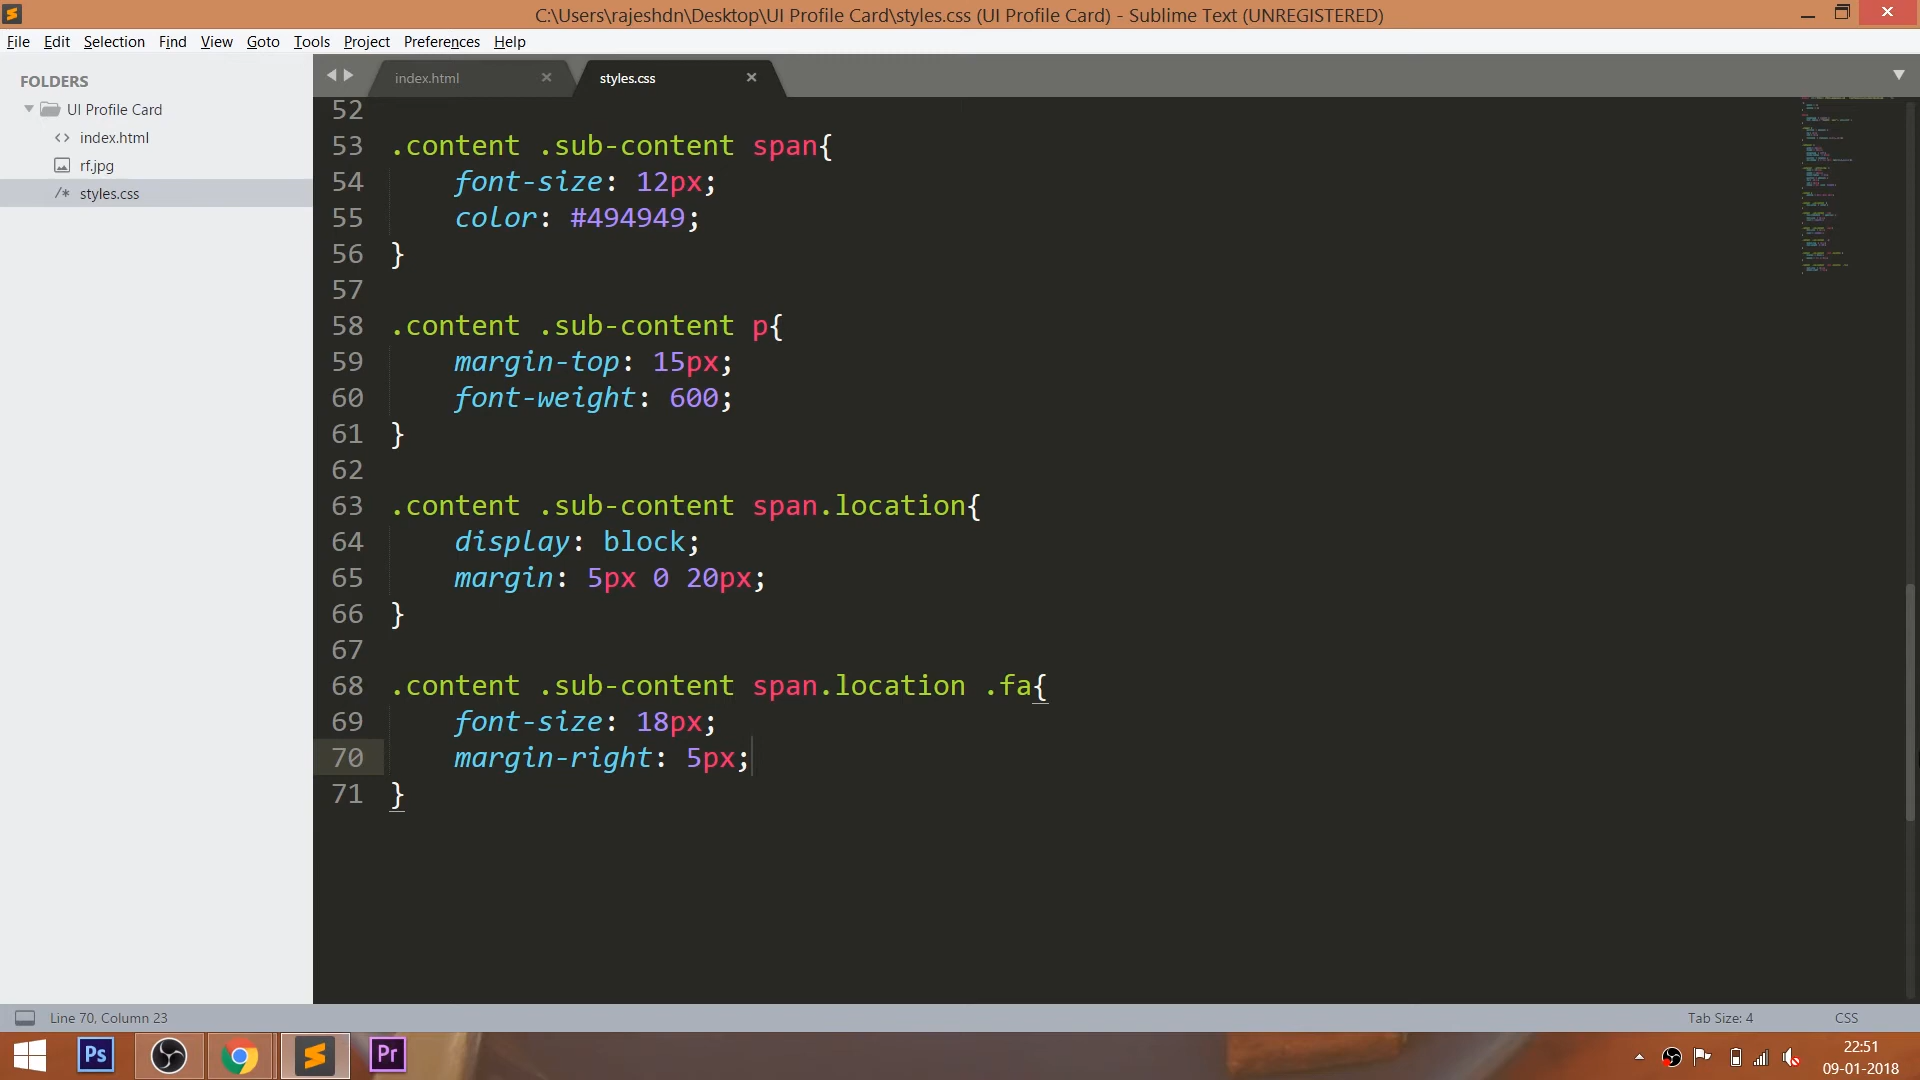 C:\Users\rajeshdn\Desktop\UI Profile Card\styles.css (UI Profile Card) - Sublime Text (UNREGISTERED)
File Edit Selection Find View Goto Tools Project Preferences Help
FOLDERS
UI Profile Card
index.html
rf.jpg
/* styles.css
index.html
styles.css
52
53 .content .sub-content span{
54 font-size: 12px;
55 color: #494949;
56 }
57
58 .content .sub-content p{
59 margin-top: 15px;
60 font-weight: 600;
61 }
62
63 .content .sub-content span.location{
64 display: block;
65 margin: 5px 0 20px;
66 }
67
68 .content .sub-content span.location .fa{
69 font-size: 18px;
70 margin-right: 5px;
71 }
Line 70, Column 23
Tab Size: 4
CSS
Ps
Pr
22:51
09-01-2018